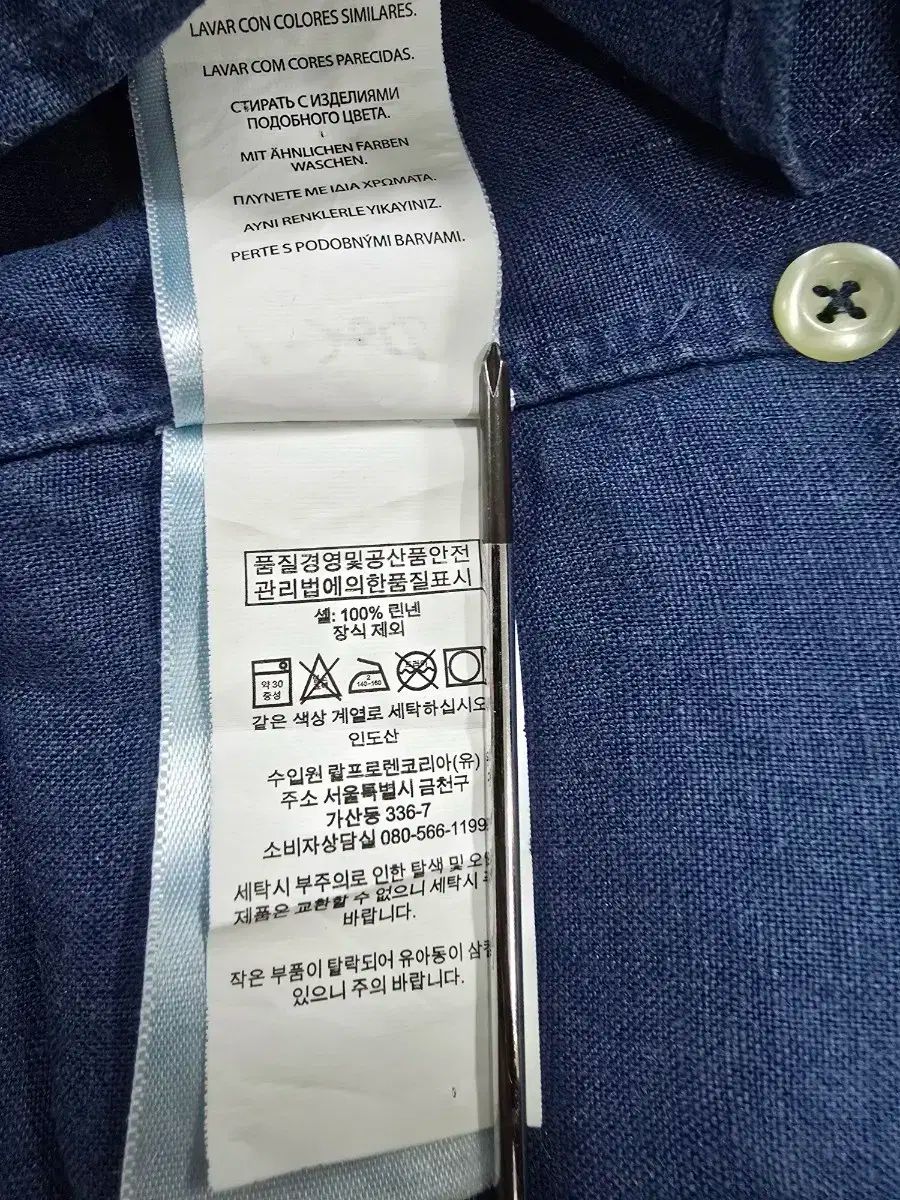 LAVAR CON COLORES SIMILARES.
LAVAR COM CORES PARECIDAS.
СТИРАТЬ С ИЗДЕЛИЯМИ
ПОДОБНОГО ЦВЕТА.
MIT ÄHNLICHEN FARBEN
WASCHEN.
ΠΛΥΝΕΤΕ ΜΕ ΙΔΙΑ ΧΡΩΜΑΤΑ.
AYNI RENKLERLE YIKAYINIZ.
PERTE S PODOBNÝMI BARVAMI.
품질경영및공산품안전
관리법에의한품질표시
셸: 100% 린넨
장식 제외
약 30
중성
2
140~160
같은 색상 계열로 세탁하십시오
인도산
수입원 랄프로렌코리아(유)
주소 서울특별시 금천구
가산동 336-7
소비자상담실 080-566-1199
세탁시 부주의로 인한 탈색 및
제품은 교환할 수 없으니 세탁시
바랍니다.
작은 부품이 탈락되어 유아동이
있으니 주의 바랍니다.